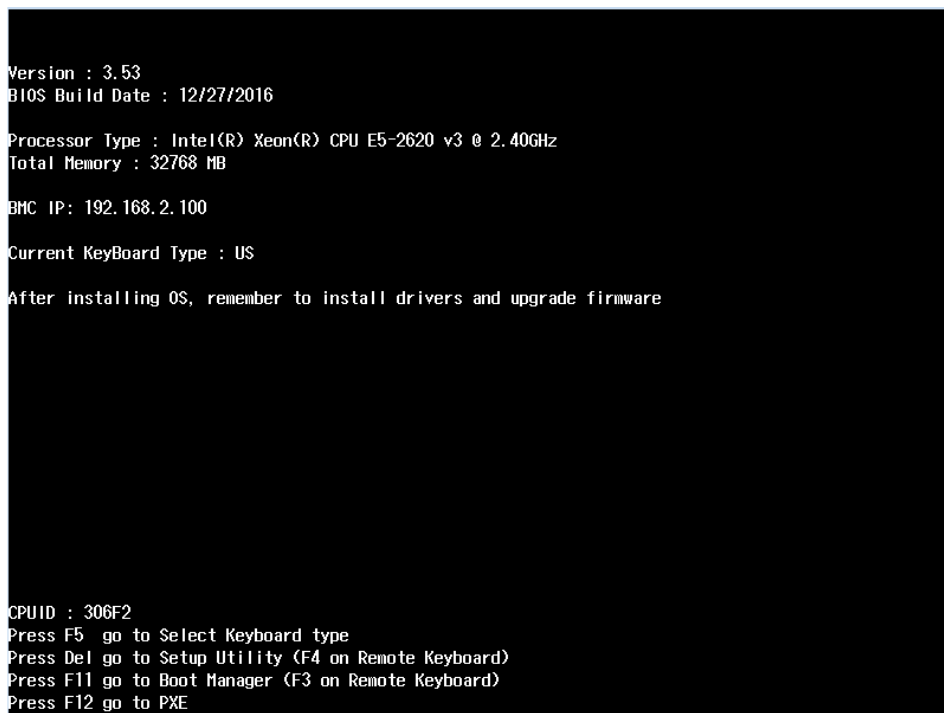 Version : 3.53
BIOS Build Date : 12/27/2016
Processor Type : Intel(R) Xeon(R) CPU E5-2620 v3 @ 2.40GHz
Total Memory : 32768 MB
BMC IP: 192.168.2.100
Current KeyBoard Type : US
After installing OS, remember to install drivers and upgrade firmware
CPUID : 306F2
Press F5  go to Select Keyboard type
Press Del go to Setup Utility (F4 on Remote Keyboard)
Press F11 go to Boot Manager (F3 on Remote Keyboard)
Press F12 go to PXE